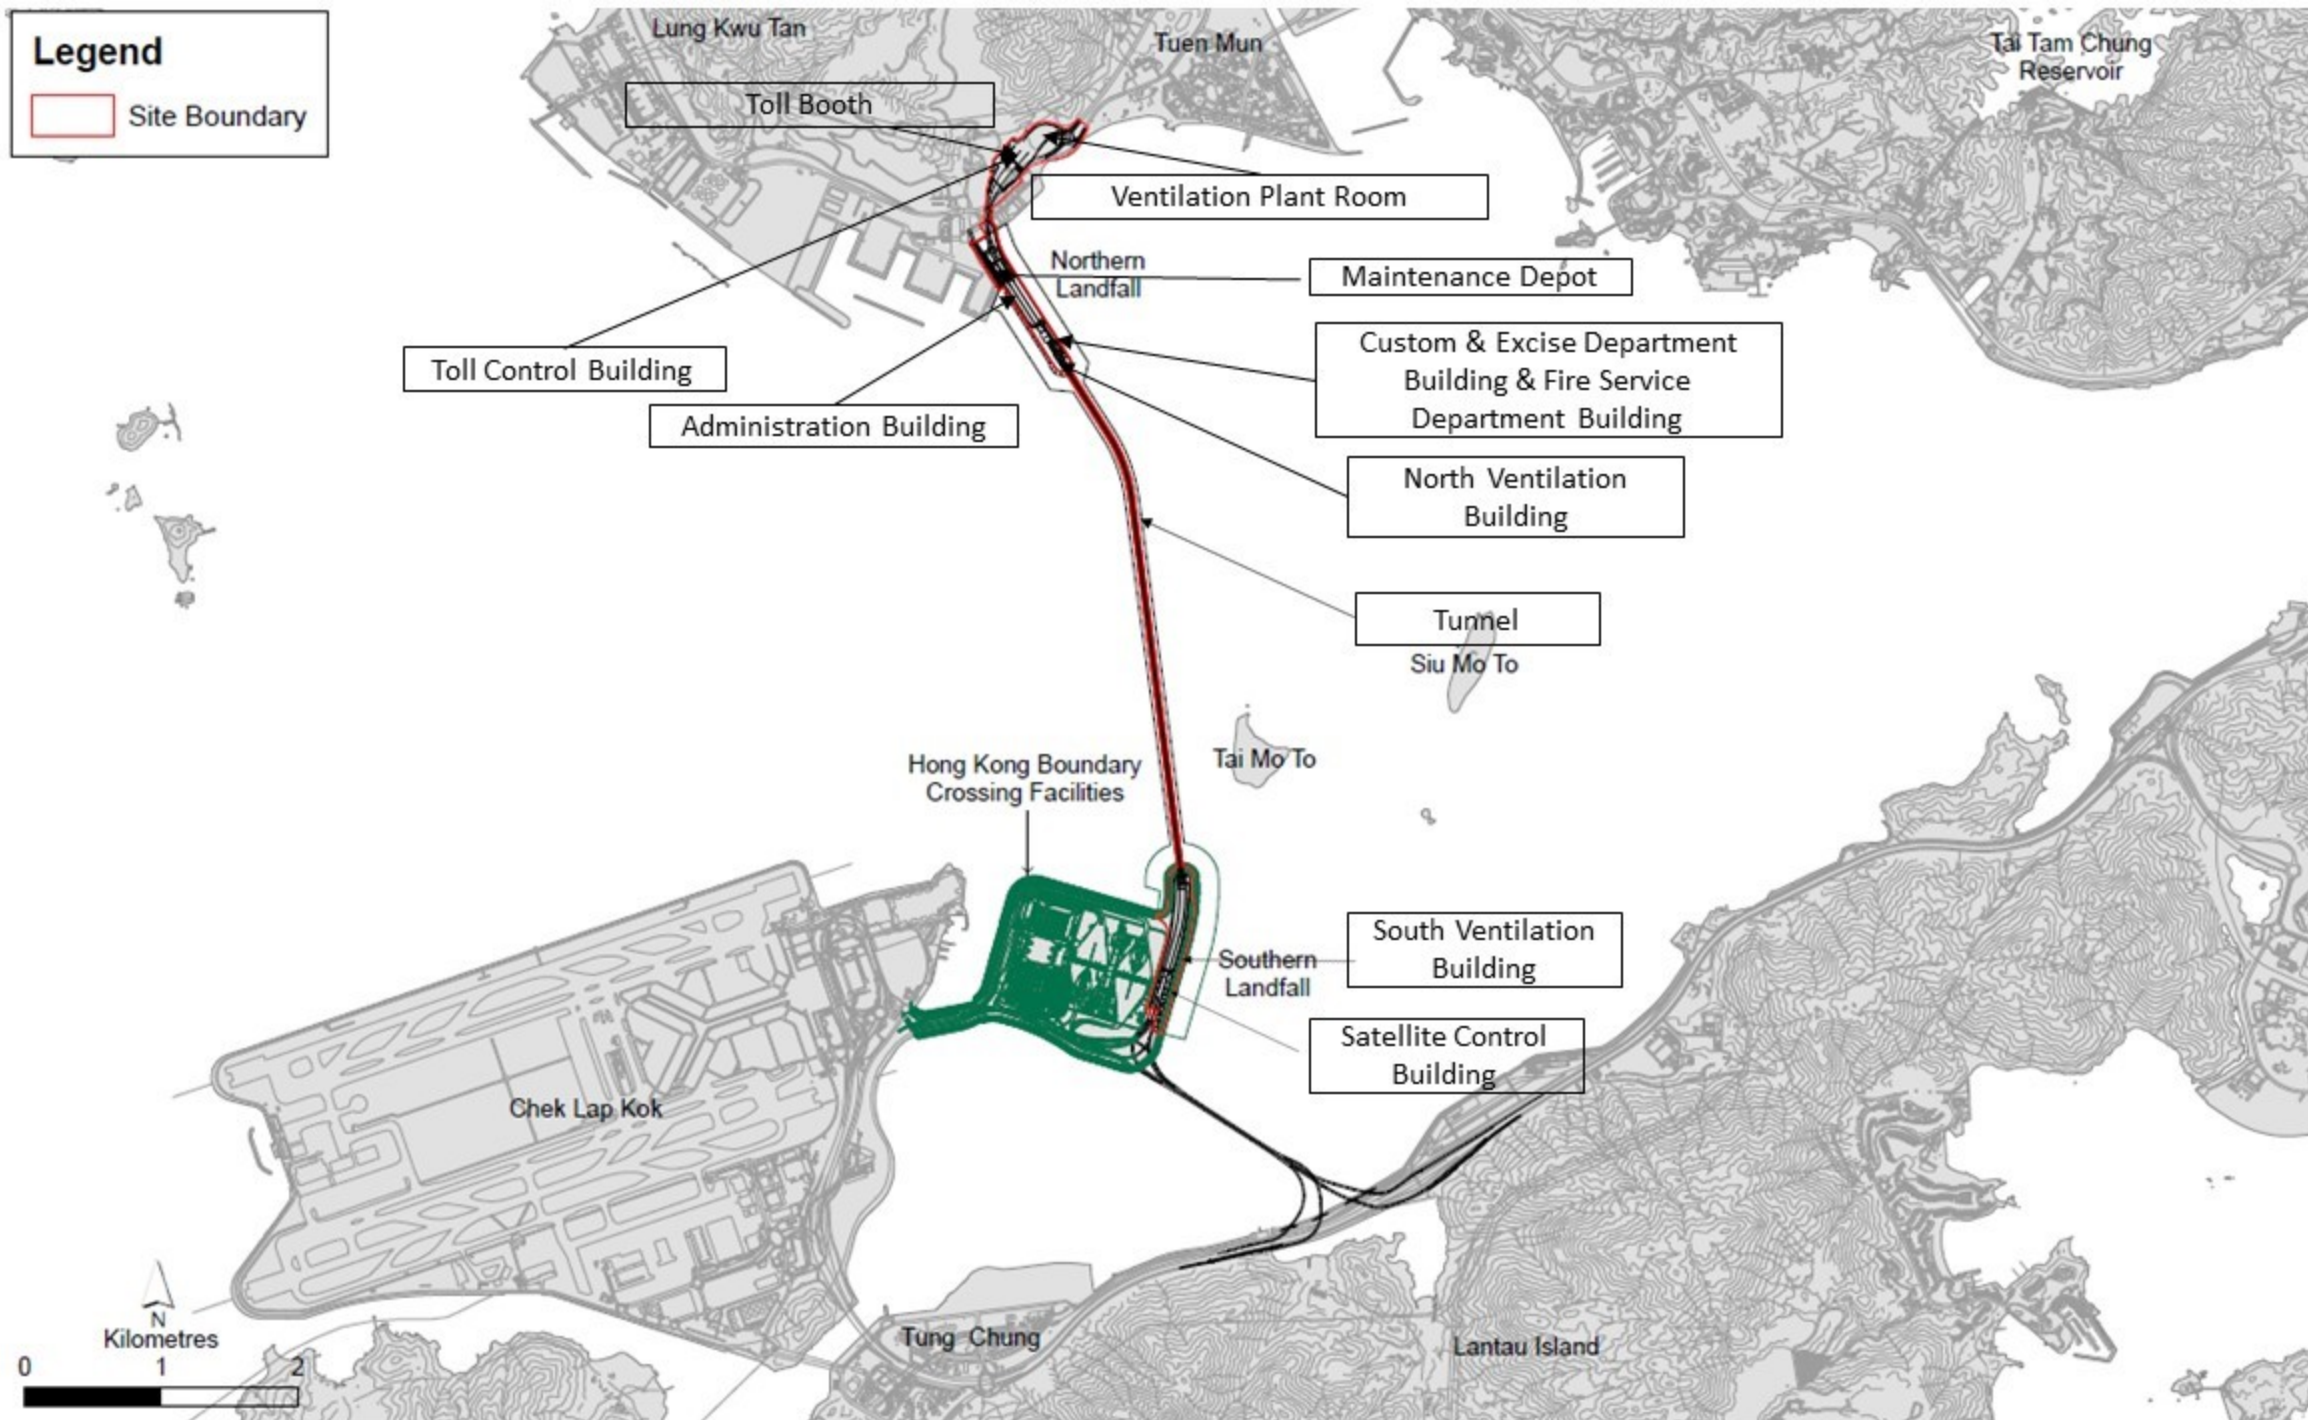 Legend
Site Boundary
Lung Kwu Tan
Tuen Mun
Tai Tam Chung
Reservoir
Toll Booth
Ventilation Plant Room
Northern
Landfall
Maintenance Depot
Toll Control Building
Custom & Excise Department
Building & Fire Service
Department Building
Administration Building
North Ventilation
Building
Tunnel
Siu Mo To
Tai Mo To
Hong Kong Boundary
Crossing Facilities
South Ventilation
Building
Southern
Landfall
Satellite Control
Building
Chek Lap Kok
N
Kilometres
0 1 2
Tung Chung
Lantau Island